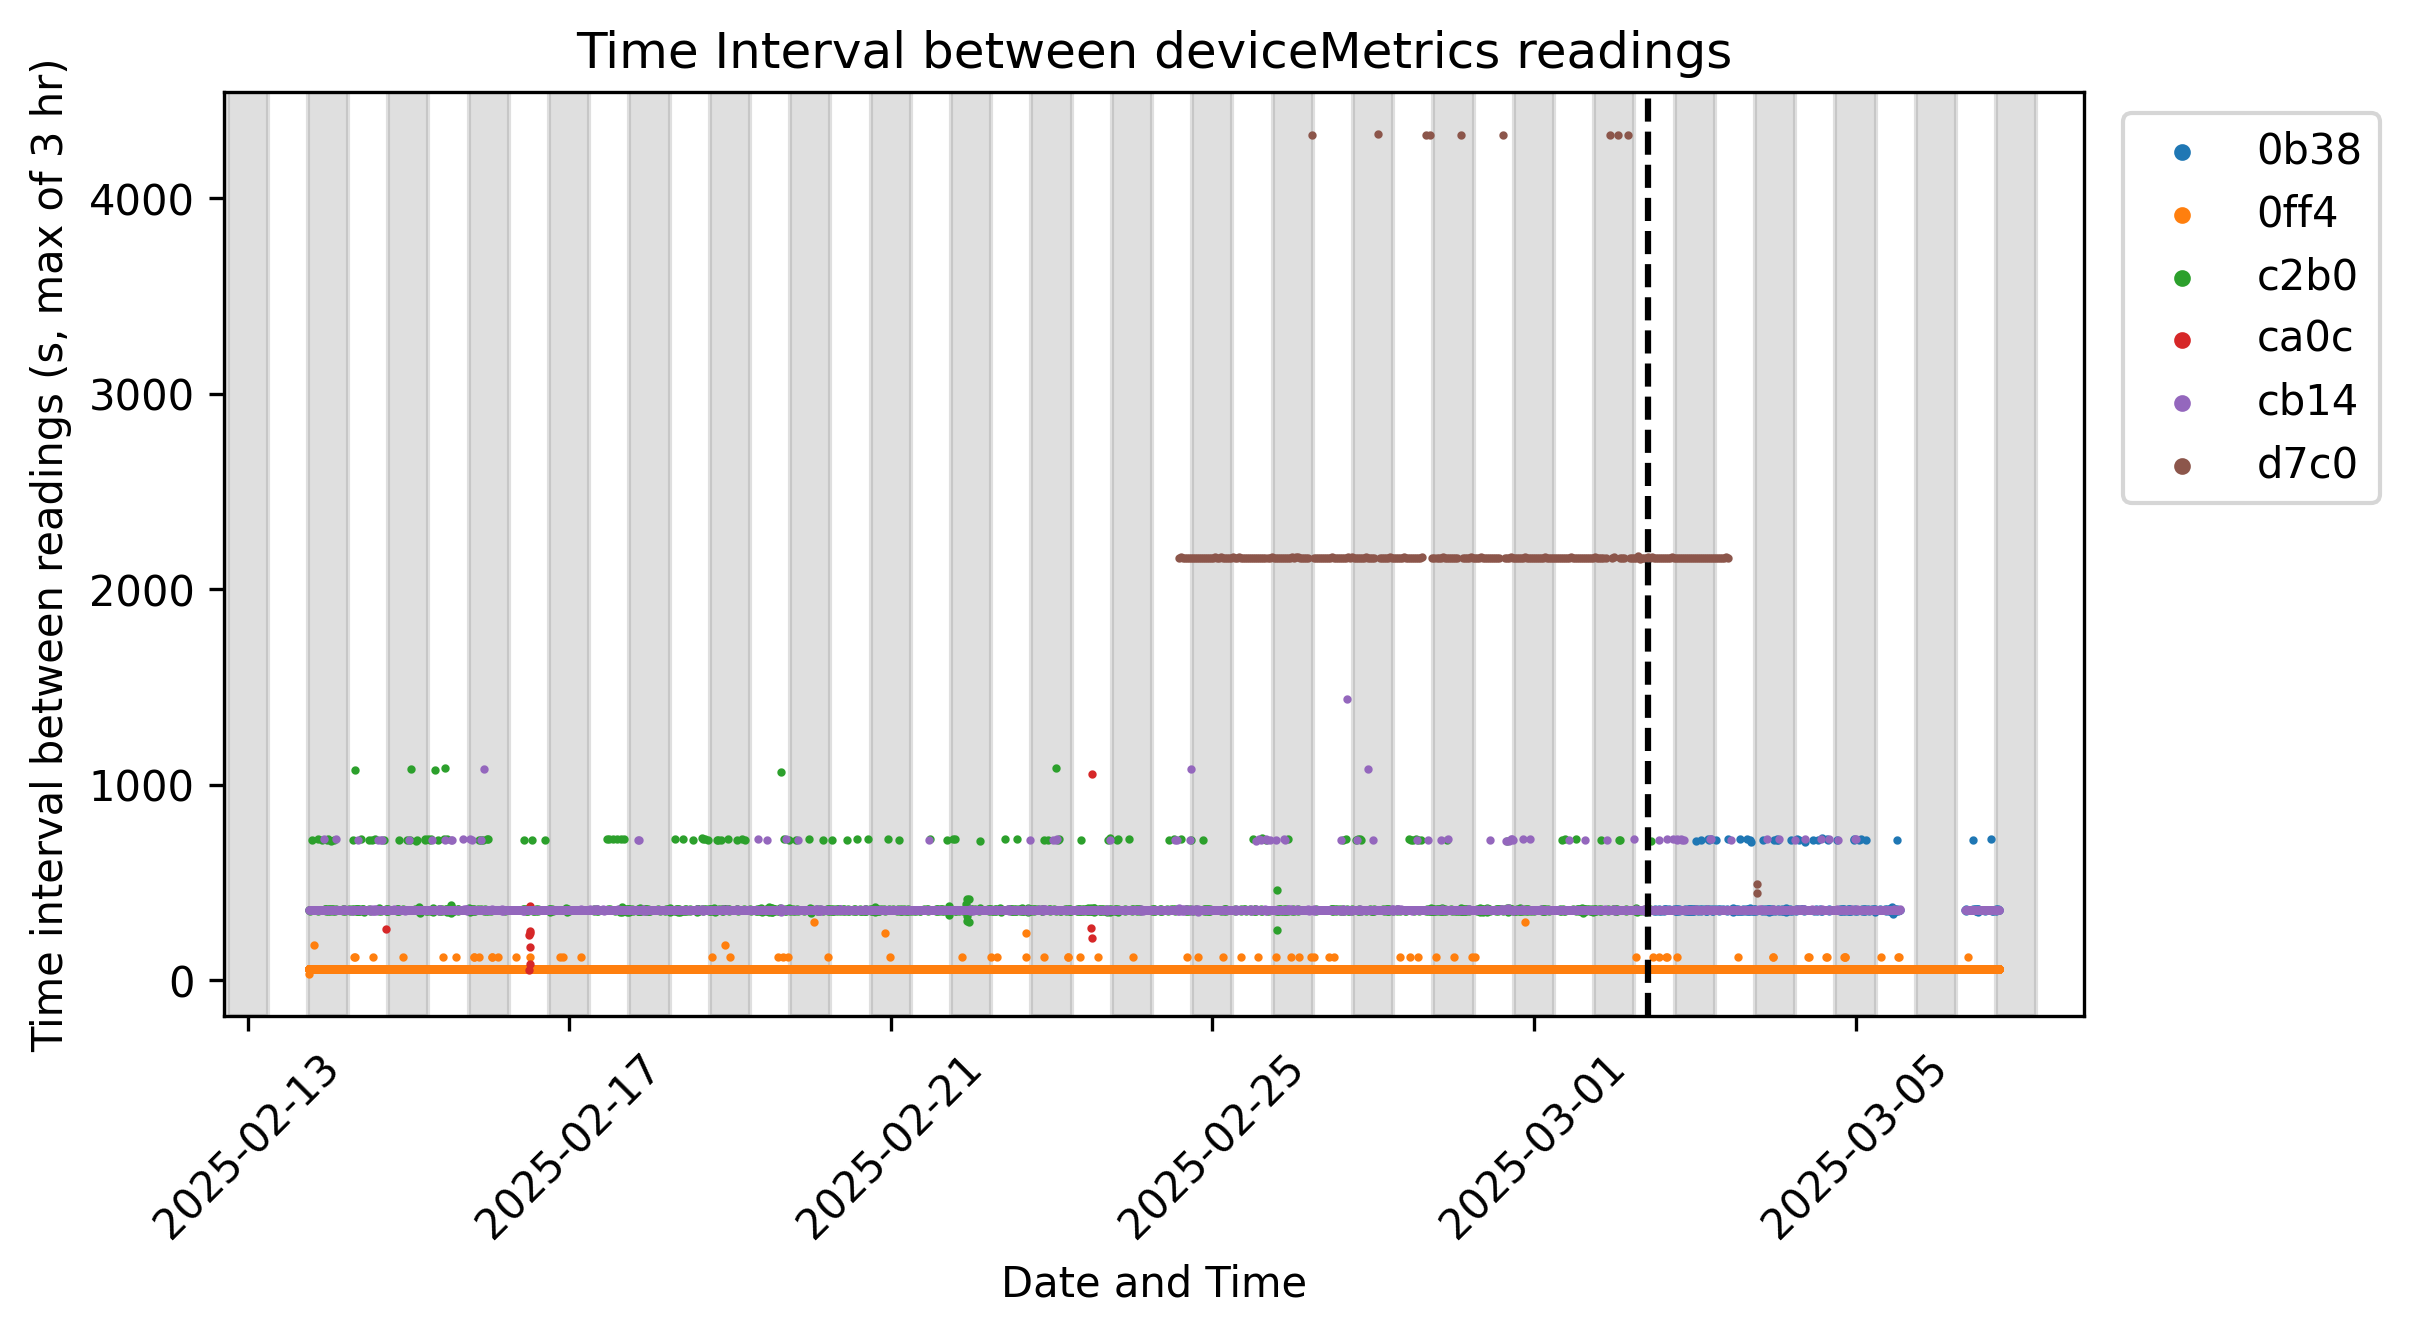 Time Interval between deviceMetrics readings
Time interval between readings (s, max of 3 hr)
4000
3000
2000
1000
0
2025-02-13
2025-02-17
2025-02-21
2025-02-25
2025-03-01
2025-03-05
Date and Time
0b38
0ff4
c2b0
ca0c
cb14
d7c0